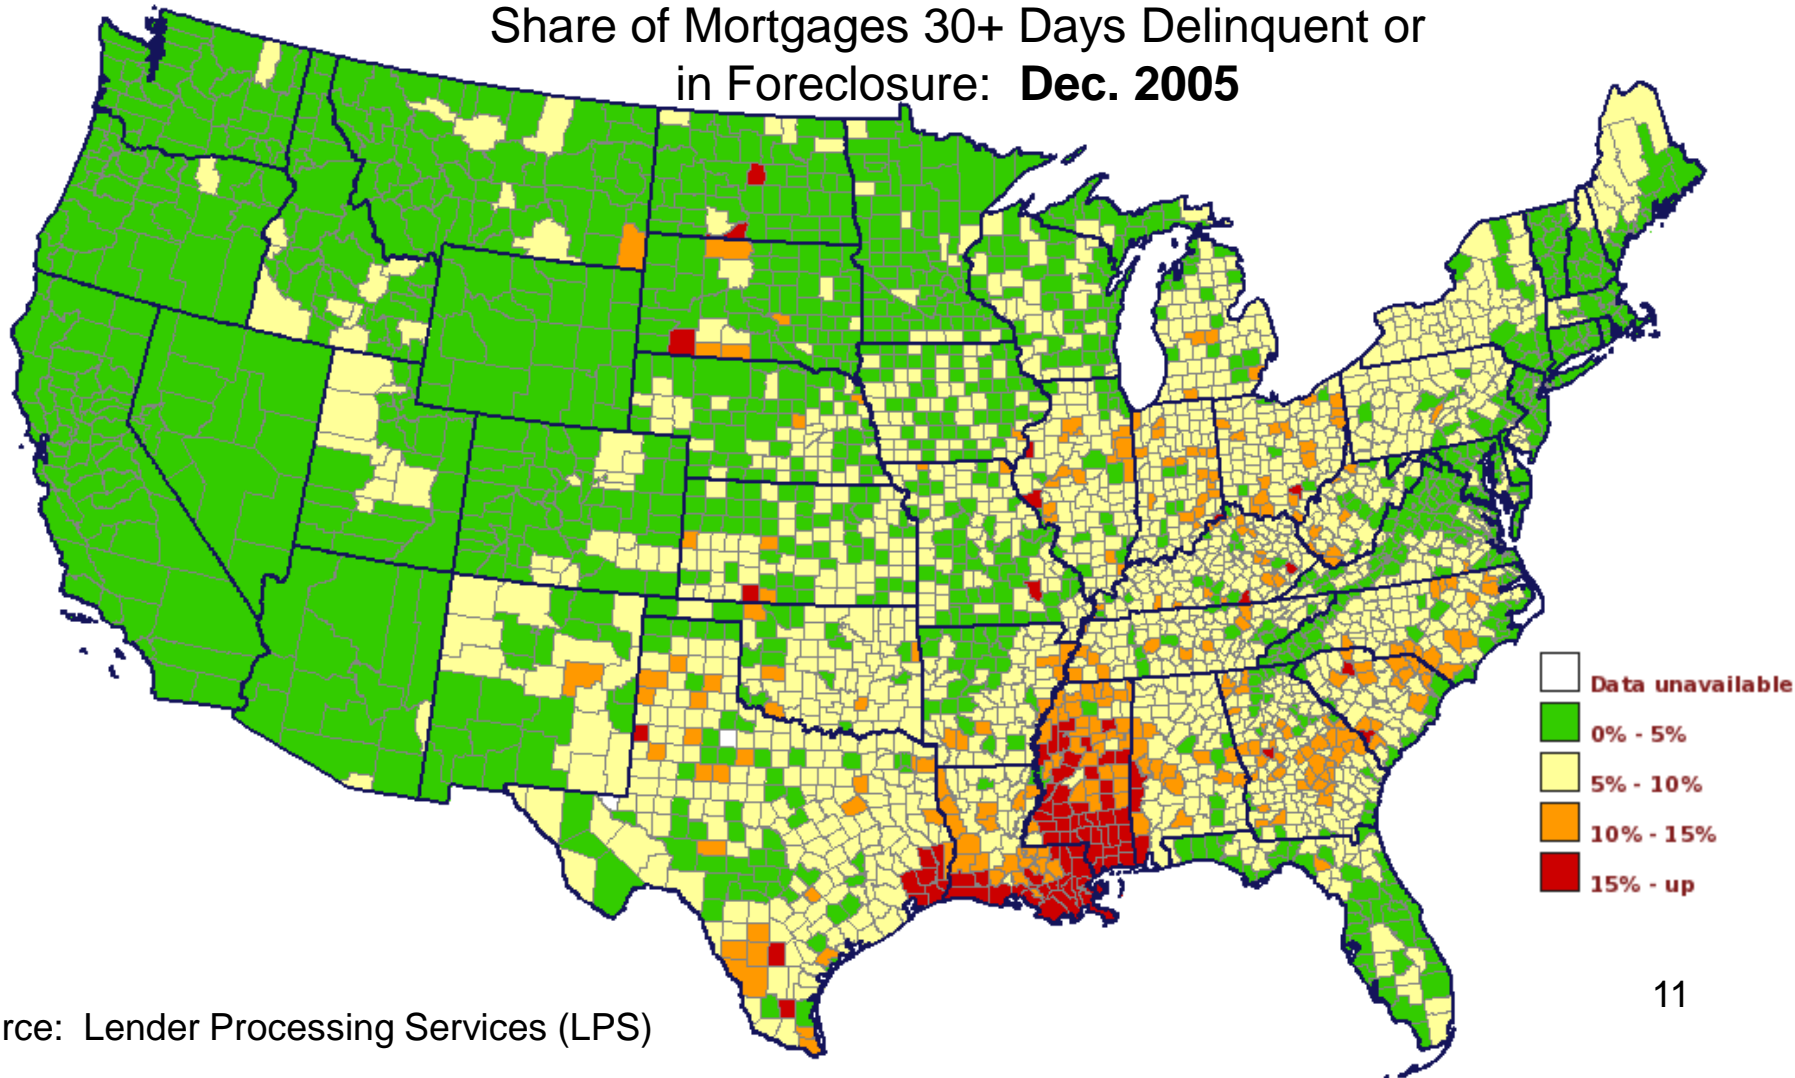 Share of Mortgages 30+ Days Delinquent or
in Foreclosure: Dec. 2005
Data unavailable
0% - 5%
5% - 10%
10% - 15%
15% - up
11
rce: Lender Processing Services (LPS)